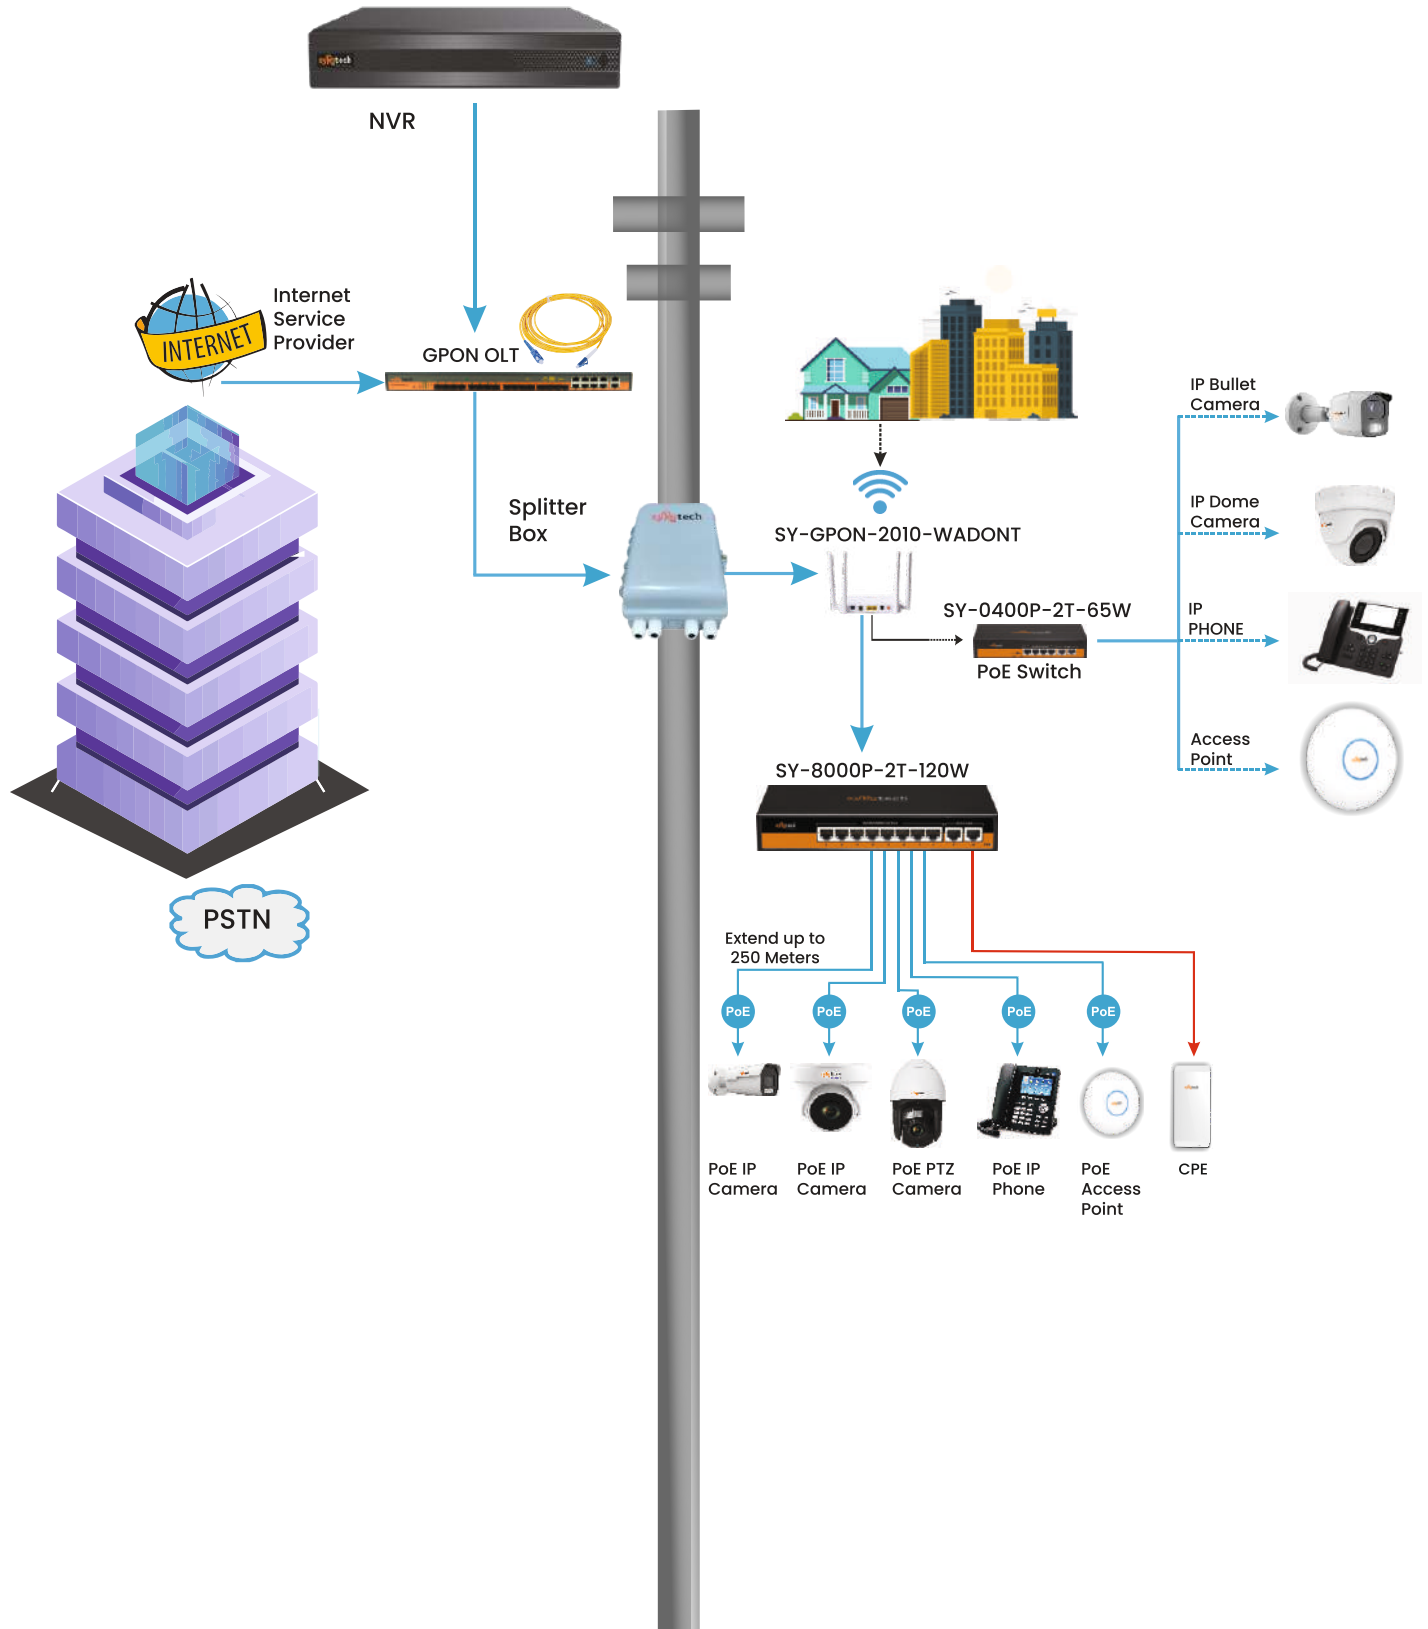 NVR
Internet
Service
Provider
INTERNET
GPON OLT
Splitter
Box
tech
SY-GPON-2010-WADONT
SY-0400P-2T-65W
PoE Switch
IP Bullet
Camera
IP Dome
Camera
IP
PHONE
Access
Point
SY-8000P-2T-120W
PSTN
Extend up to
250 Meters
PoE
PoE
PoE
PoE
PoE
PoE IP
Camera
PoE IP
Camera
PoE PTZ
Camera
PoE IP
Phone
PoE
Access
Point
CPE